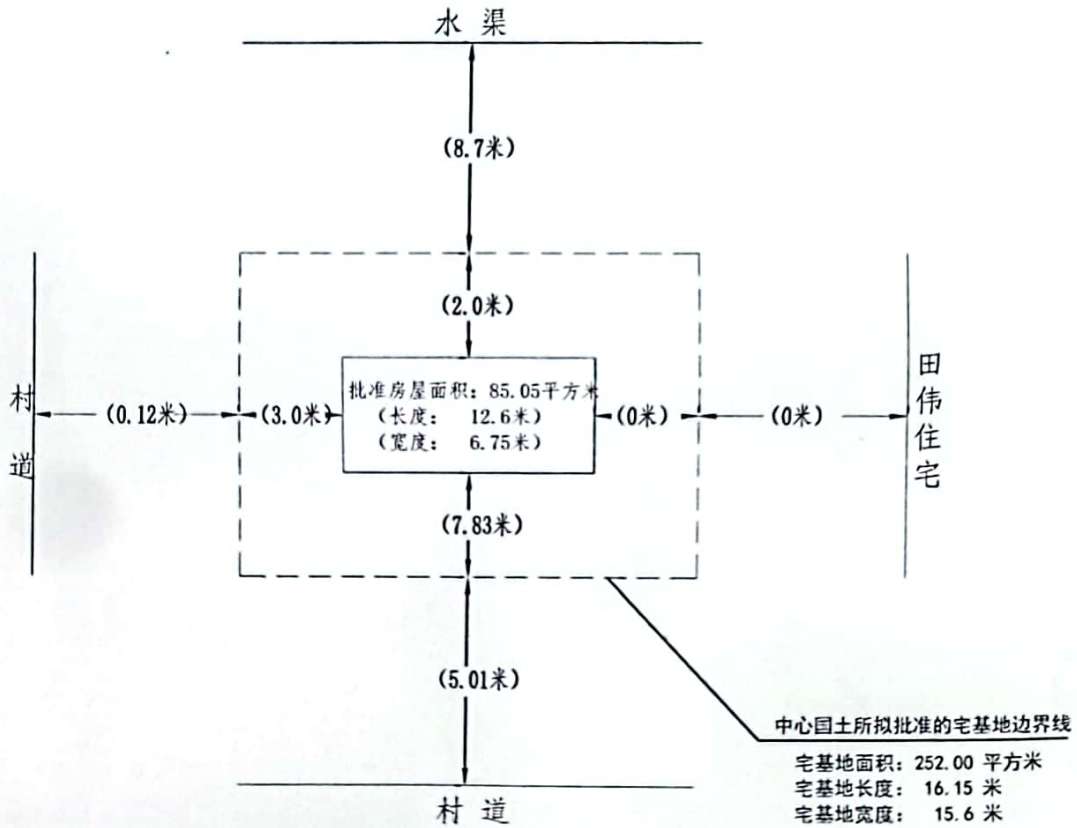 水渠
(8.7米)
(2.0米)
批准房屋面积：85.05平方米
(长度： 12.6米)
(宽度： 6.75米)
村道
(0.12米)
(3.0米)
(0米)
(0米)
田伟住宅
(7.83米)
(5.01米)
村道
中心国土所拟批准的宅基地边界线
宅基地面积：252.00 平方米
宅基地长度： 16.15 米
宅基地宽度： 15.6 米